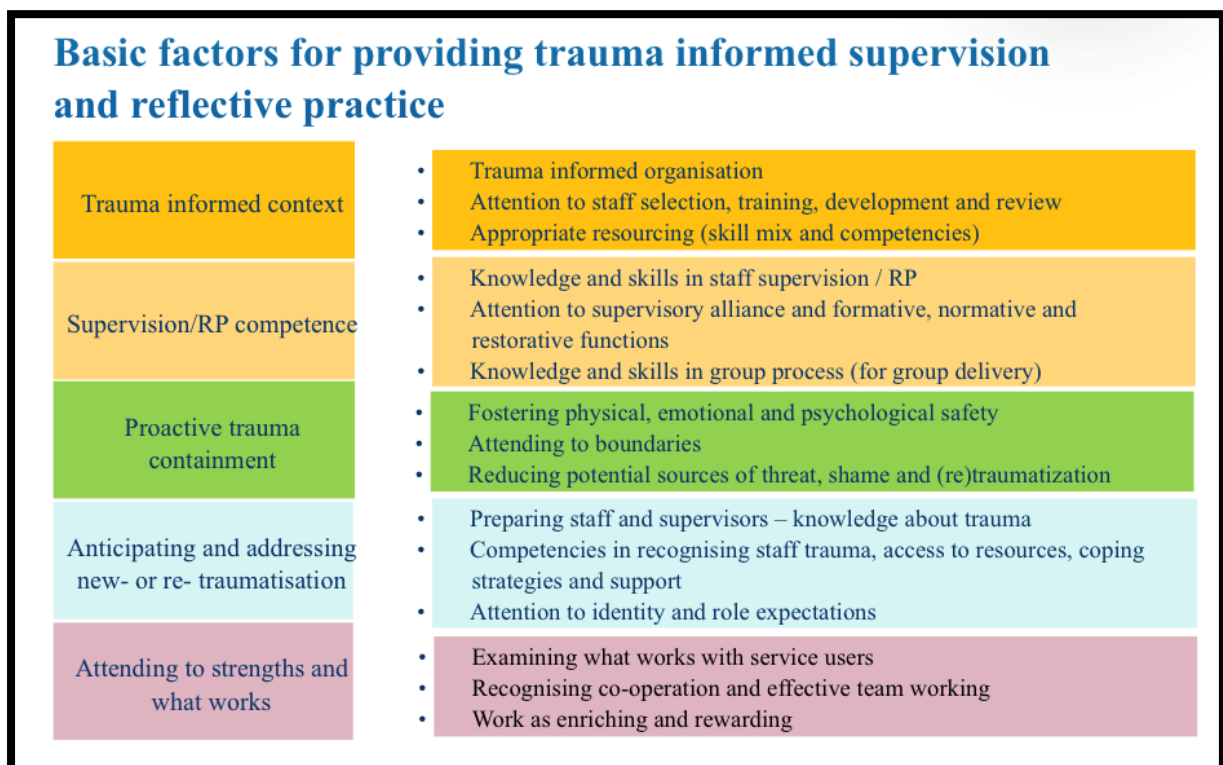 Basic factors for providing trauma informed supervision
and reflective practice
Trauma informed context
• Trauma informed organisation
• Attention to staff selection, training, development and review
• Appropriate resourcing (skill mix and competencies)
Supervision/RP competence
• Knowledge and skills in staff supervision / RP
• Attention to supervisory alliance and formative, normative and
restorative functions
• Knowledge and skills in group process (for group delivery)
Proactive trauma
containment
• Fostering physical, emotional and psychological safety
• Attending to boundaries
• Reducing potential sources of threat, shame and (re)traumatization
Anticipating and addressing
new- or re- traumatisation
• Preparing staff and supervisors – knowledge about trauma
• Competencies in recognising staff trauma, access to resources, coping
strategies and support
• Attention to identity and role expectations
Attending to strengths and
what works
• Examining what works with service users
• Recognising co-operation and effective team working
• Work as enriching and rewarding